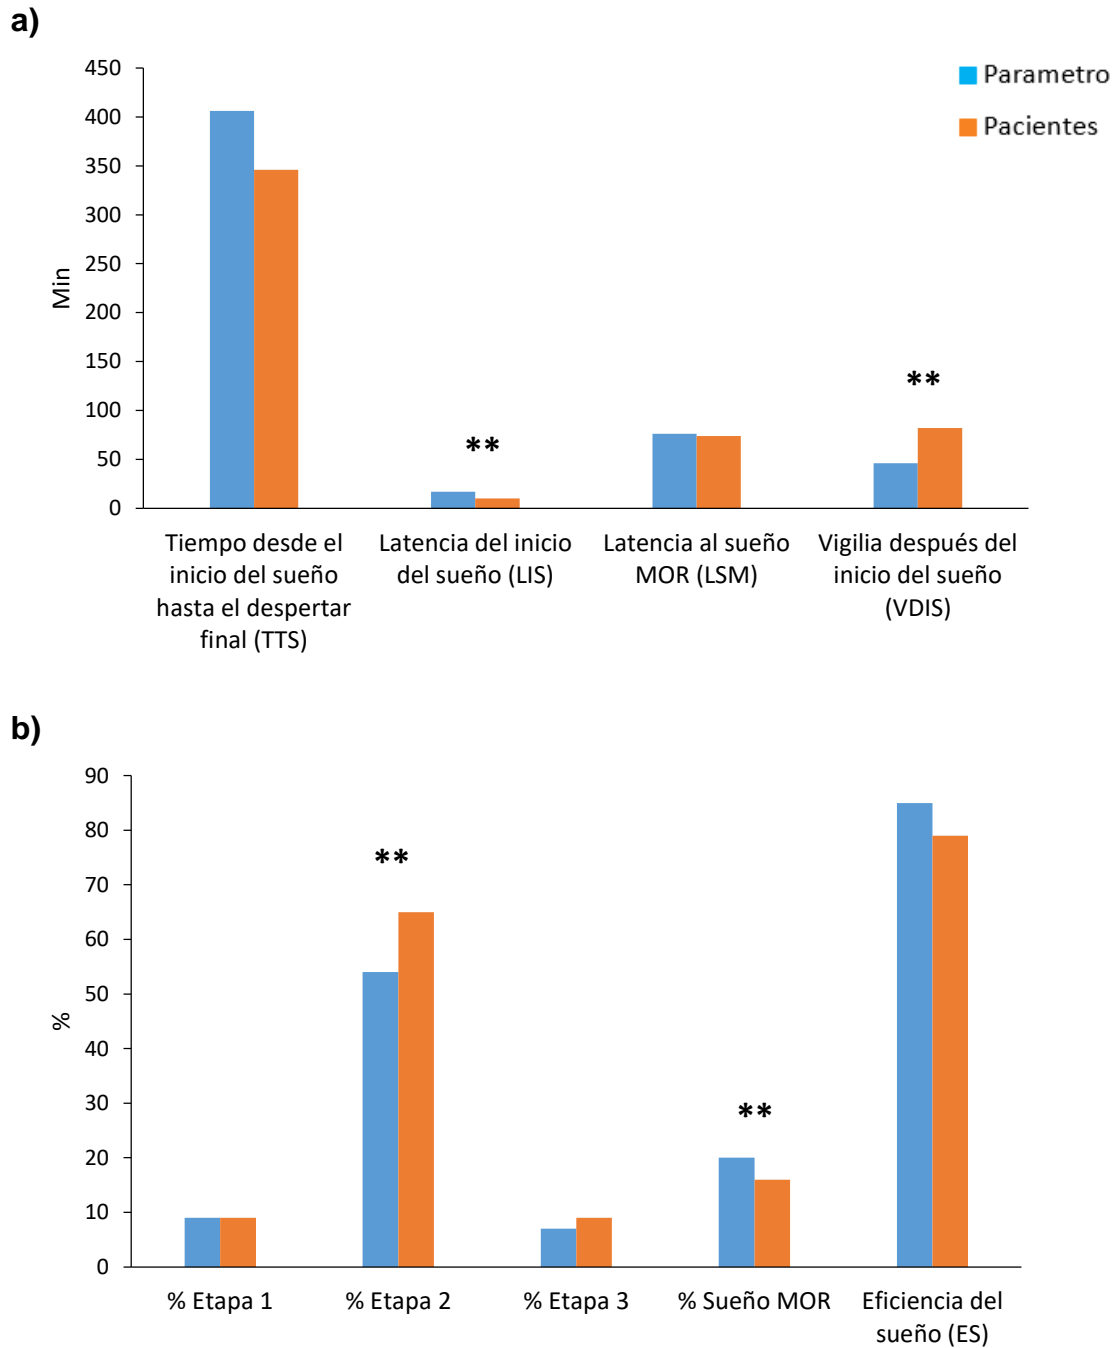 a)
Parametro
Pacientes
450
400
350
300
250
200
150
100
50
0
Min
**
**
Tiempo desde el
inicio del sueño
hasta el despertar
final (TTS)
Latencia del inicio
del sueño (LIS)
Latencia al sueño
MOR (LSM)
Vigilia después del
inicio del sueño
(VDIS)
b)
90
80
70
60
50
40
30
20
10
0
%
**
**
% Etapa 1
% Etapa 2
% Etapa 3
% Sueño MOR
Eficiencia del
sueño (ES)